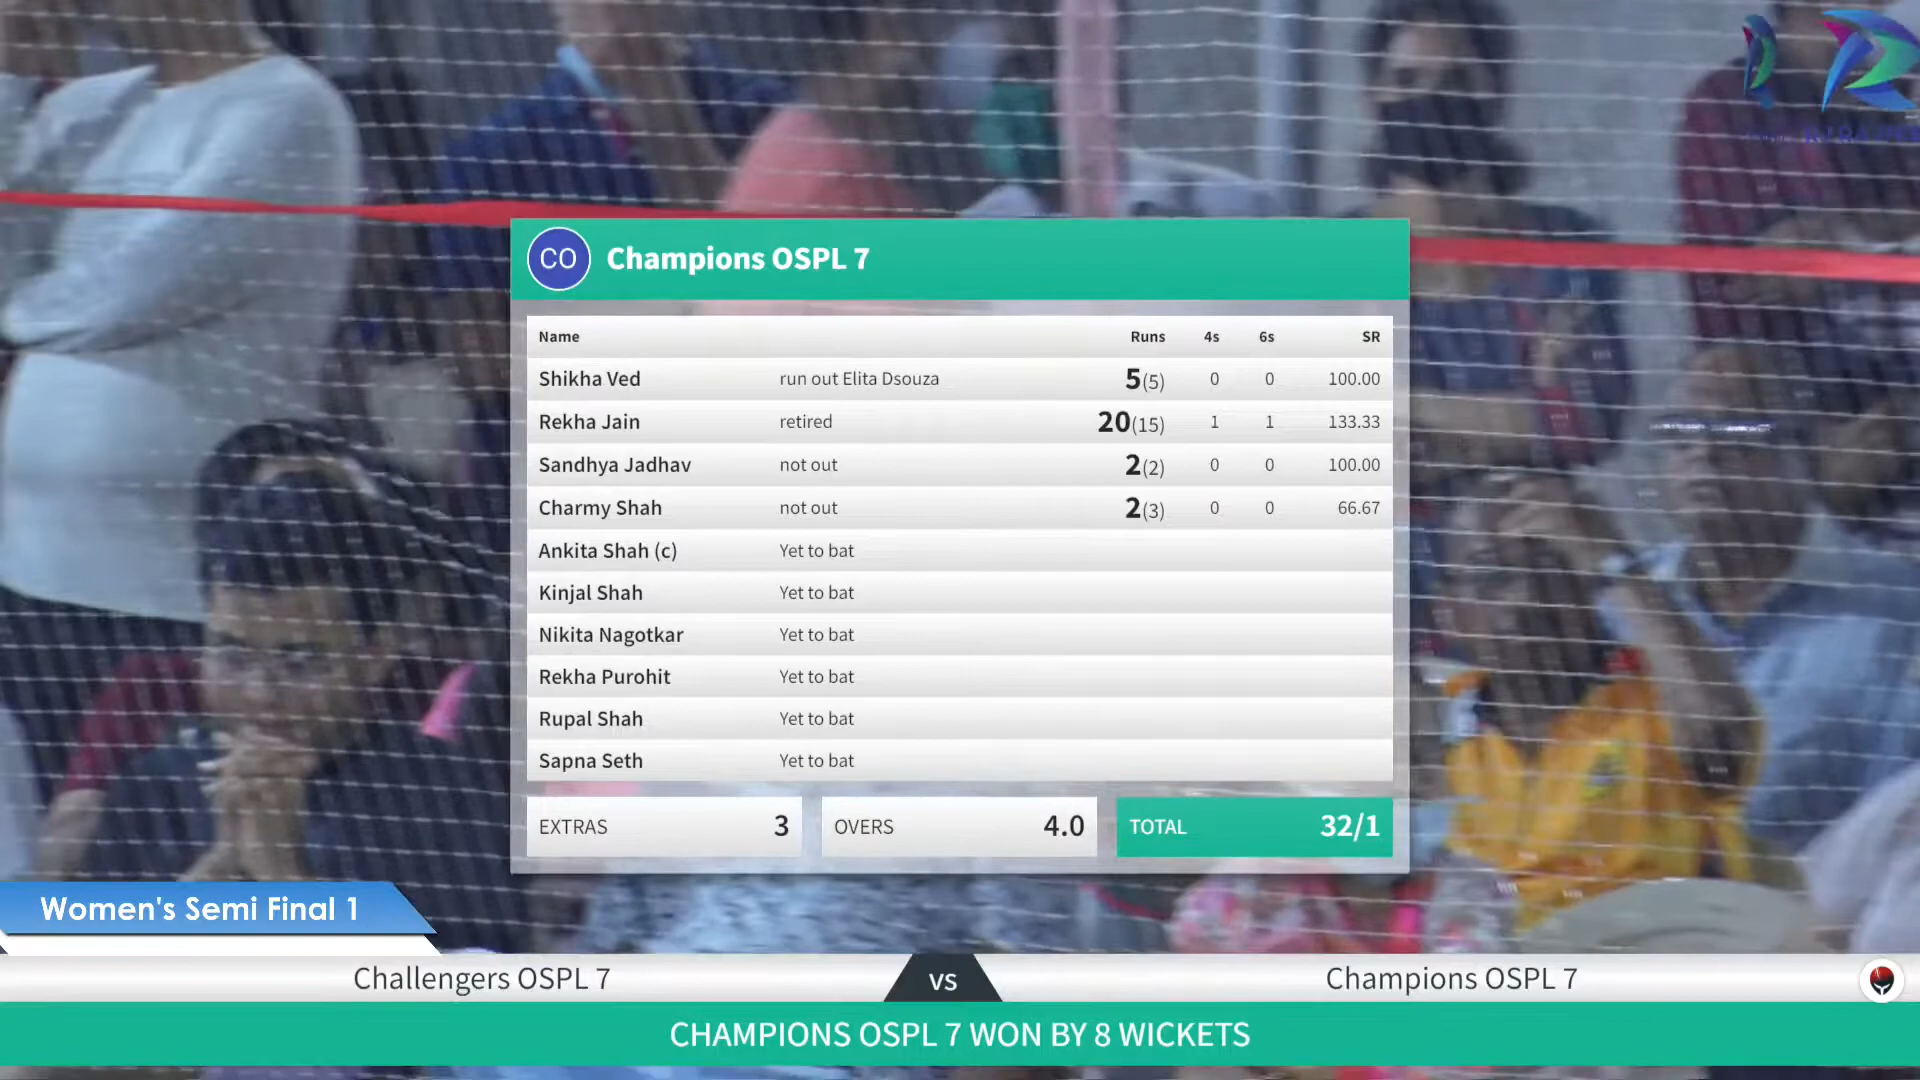 CO Champions OSPL 7
Name Runs 4s 6s SR
Shikha Ved run out Elita Dsouza 5(5) 0 0 100.00
Rekha Jain retired 20(15) 1 1 133.33
Sandhya Jadhav not out 2(2) 0 0 100.00
Charmy Shah not out 2(3) 0 0 66.67
Ankita Shah (c) Yet to bat
Kinjal Shah Yet to bat
Nikita Nagotkar Yet to bat
Rekha Purohit Yet to bat
Rupal Shah Yet to bat
Sapna Seth Yet to bat
EXTRAS 3 OVERS 4.0 TOTAL 32/1
Women's Semi Final 1
Challengers OSPL 7 vs Champions OSPL 7
CHAMPIONS OSPL 7 WON BY 8 WICKETS